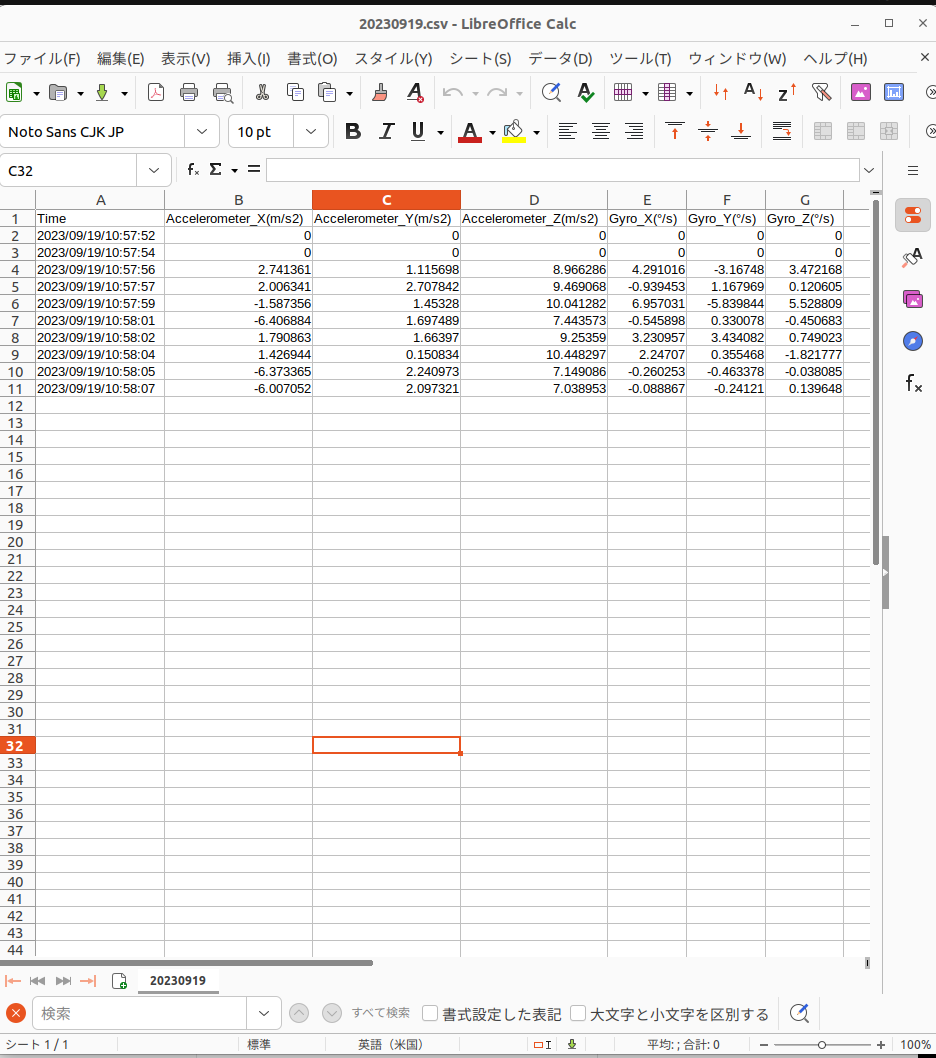 20230919.csv - LibreOffice Calc
ファイル(F) 編集(E) 表示(V) 挿入(I) 書式(O) スタイル(Y) シート(S) データ(D) ツール(T) ウィンドウ(W) ヘルプ(H)
Noto Sans CJK JP 10 pt B I U A
C32 fx Σ =
A B C D E F G
1 Time Accelerometer_X(m/s2) Accelerometer_Y(m/s2) Accelerometer_Z(m/s2) Gyro_X(°/s) Gyro_Y(°/s) Gyro_Z(°/s)
2 2023/09/19/10:57:52 0 0 0 0 0 0
3 2023/09/19/10:57:54 0 0 0 0 0 0
4 2023/09/19/10:57:56 2.741361 1.115698 8.966286 4.291016 -3.16748 3.472168
5 2023/09/19/10:57:57 2.006341 2.707842 9.469068 -0.939453 1.167969 0.120605
6 2023/09/19/10:57:59 -1.587356 1.45328 10.041282 6.957031 -5.839844 5.528809
7 2023/09/19/10:58:01 -6.406884 1.697489 7.443573 -0.545898 0.330078 -0.450683
8 2023/09/19/10:58:02 1.790863 1.66397 9.25359 3.230957 3.434082 0.749023
9 2023/09/19/10:58:04 1.426944 0.150834 10.448297 2.24707 0.355468 -1.821777
10 2023/09/19/10:58:05 -6.373365 2.240973 7.149086 -0.260253 -0.463378 -0.038085
11 2023/09/19/10:58:07 -6.007052 2.097321 7.038953 -0.088867 -0.24121 0.139648
12
13
14
15
16
17
18
19
20
21
22
23
24
25
26
27
28
29
30
31
32
33
34
35
36
37
38
39
40
41
42
43
44
20230919
検索 すべて検索 書式設定した表記 大文字と小文字を区別する
シート 1 / 1 標準 英語（米国） 平均: ; 合計: 0 100%